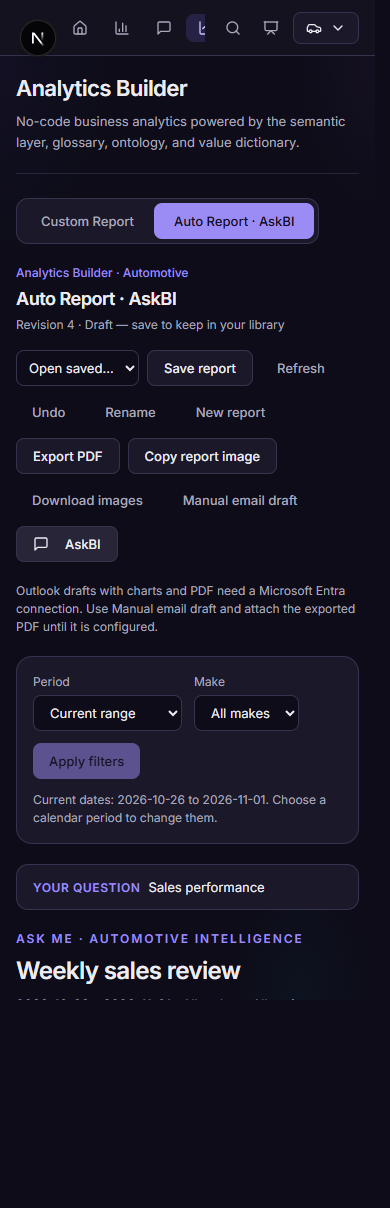 N
Analytics Builder
No-code business analytics powered by the semantic
layer, glossary, ontology, and value dictionary.
Custom Report
Auto Report · AskBI
Analytics Builder · Automotive
Auto Report · AskBI
Revision 4 · Draft — save to keep in your library
Open saved...
Save report
Refresh
Undo
Rename
New report
Export PDF
Copy report image
Download images
Manual email draft
AskBI
Outlook drafts with charts and PDF need a Microsoft Entra
connection. Use Manual email draft and attach the exported
PDF until it is configured.
Period
Make
Current range
All makes
Apply filters
Current dates: 2026-10-26 to 2026-11-01. Choose a
calendar period to change them.
YOUR QUESTION Sales performance
ASK ME · AUTOMOTIVE INTELLIGENCE
Weekly sales review